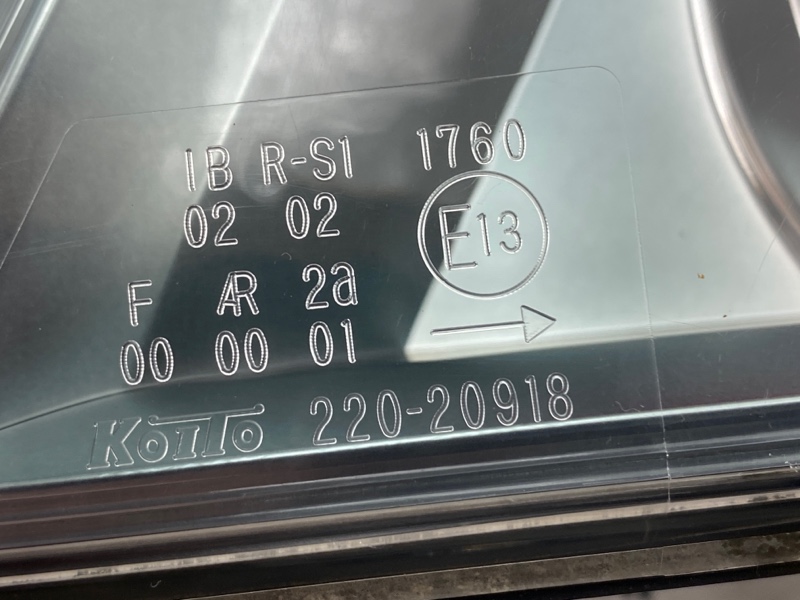 IB R-S1 1760
02 02
E13
F AR 2a
00 00 01
KOITO 220-20918